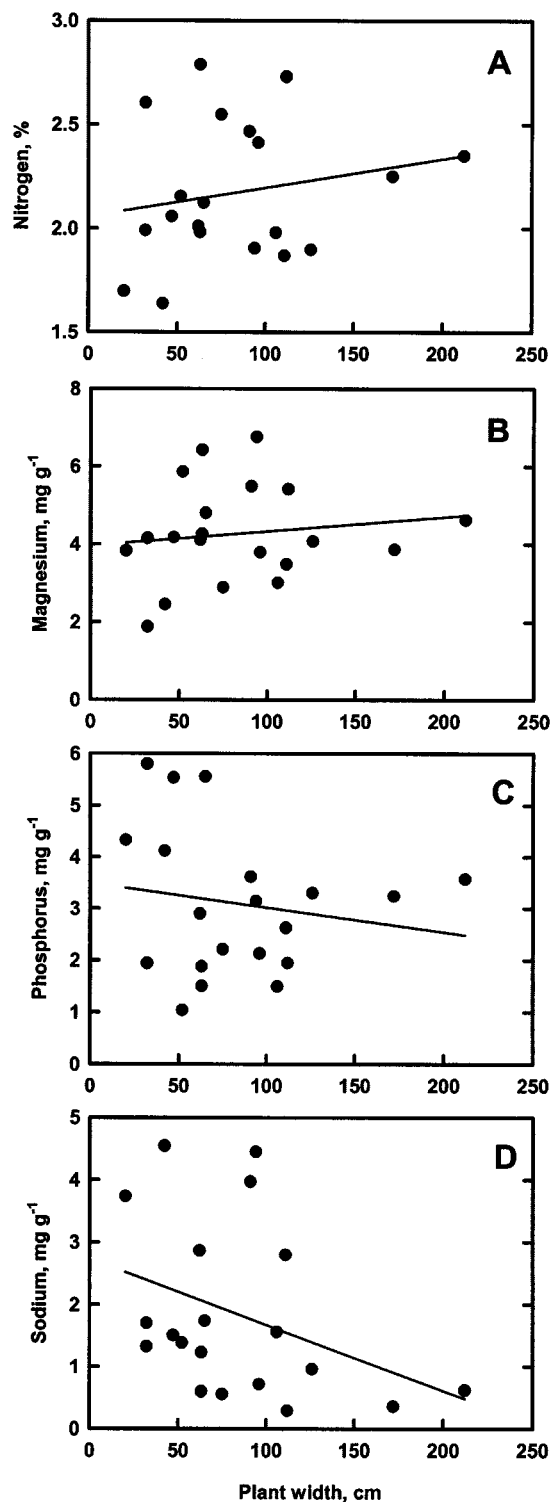 A
Nitrogen, %
3.0
2.5
2.0
1.5
0 50 100 150 200 250
B
Magnesium, mg g⁻¹
8
6
4
2
0
0 50 100 150 200 250
C
Phosphorus, mg g⁻¹
6
5
4
3
2
1
0
0 50 100 150 200 250
D
Sodium, mg g⁻¹
5
4
3
2
1
0
0 50 100 150 200 250
Plant width, cm